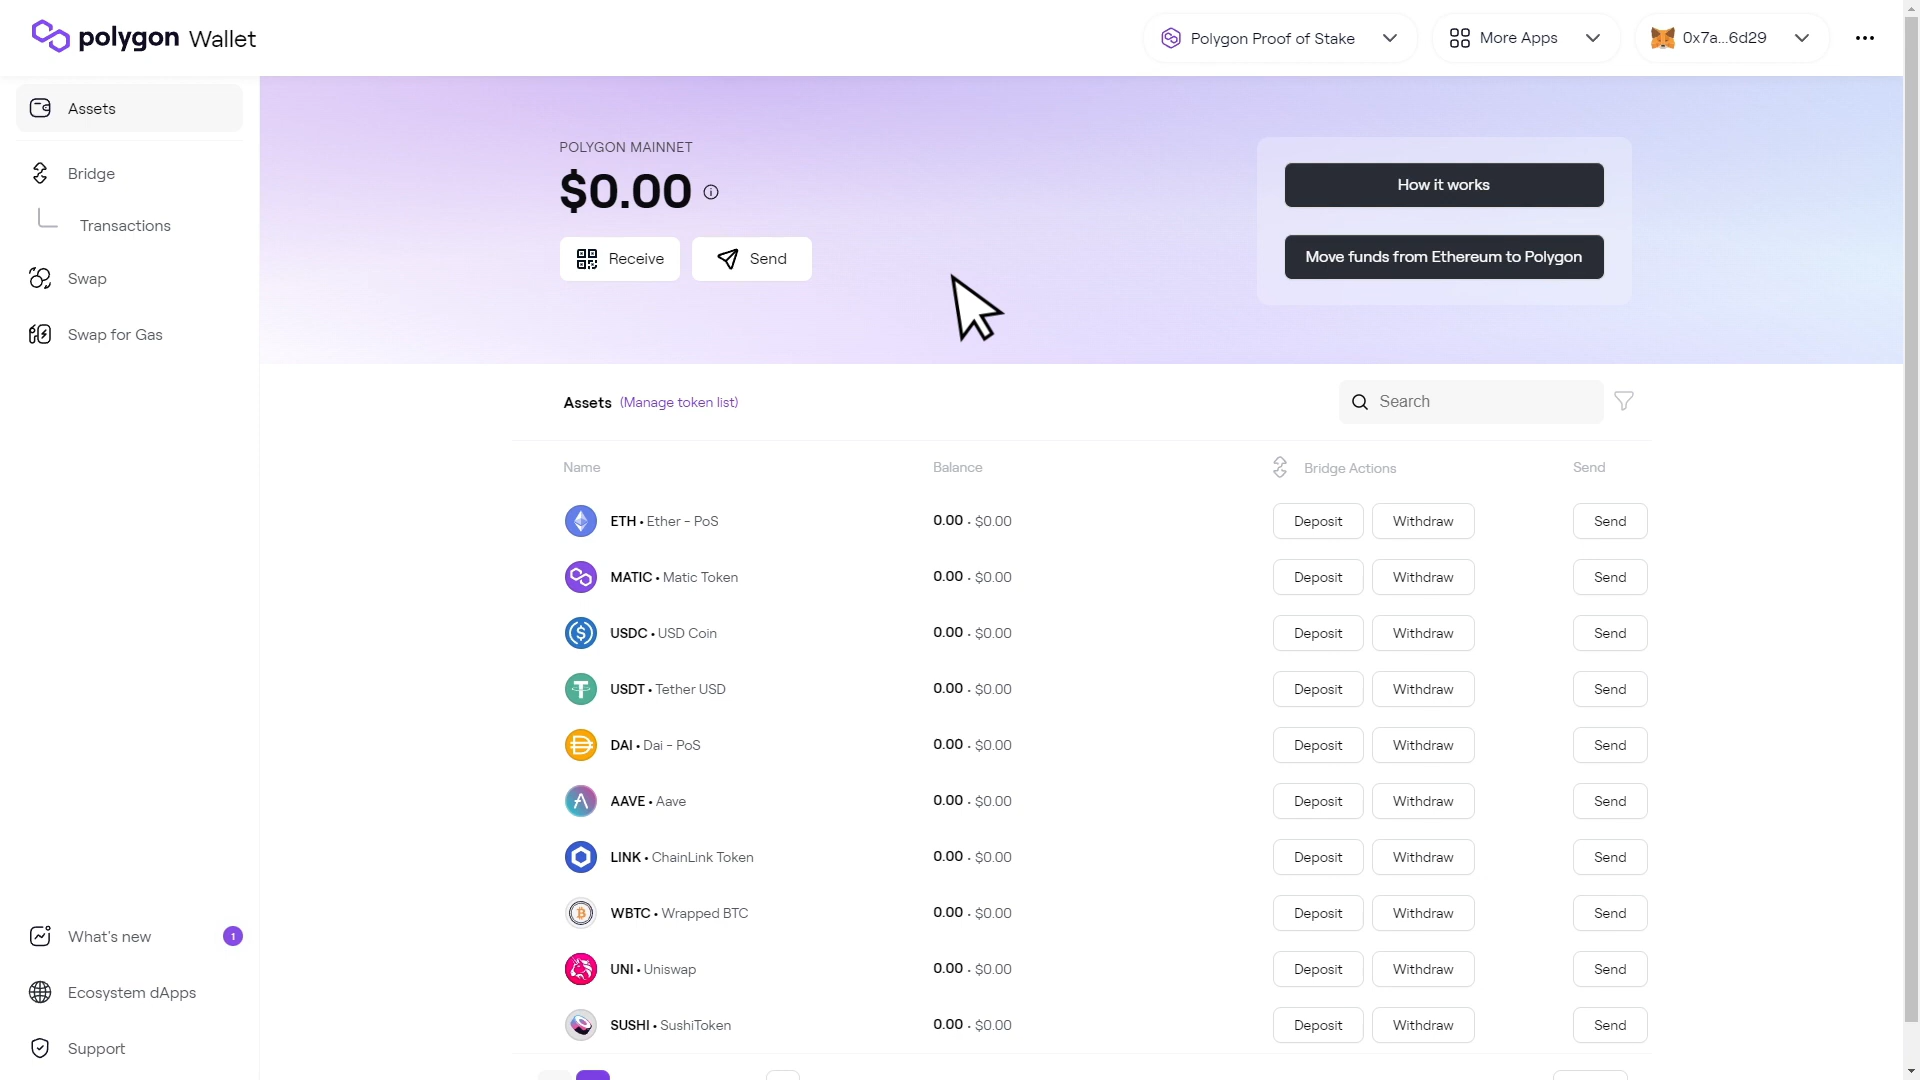 polygon Wallet
Polygon Proof of Stake
More Apps
0x7a...6d29
Assets
Bridge
Transactions
Swap
Swap for Gas
What's new
1
Ecosystem dApps
Support
POLYGON MAINNET
$0.00
Receive
Send
How it works
Move funds from Ethereum to Polygon
Assets (Manage token list)
Search
Name Balance Bridge Actions Send
ETH • Ether - PoS 0.00 • $0.00 Deposit Withdraw Send
MATIC • Matic Token 0.00 • $0.00 Deposit Withdraw Send
USDC • USD Coin 0.00 • $0.00 Deposit Withdraw Send
USDT • Tether USD 0.00 • $0.00 Deposit Withdraw Send
DAI • Dai - PoS 0.00 • $0.00 Deposit Withdraw Send
AAVE • Aave 0.00 • $0.00 Deposit Withdraw Send
LINK • ChainLink Token 0.00 • $0.00 Deposit Withdraw Send
WBTC • Wrapped BTC 0.00 • $0.00 Deposit Withdraw Send
UNI • Uniswap 0.00 • $0.00 Deposit Withdraw Send
SUSHI • SushiToken 0.00 • $0.00 Deposit Withdraw Send